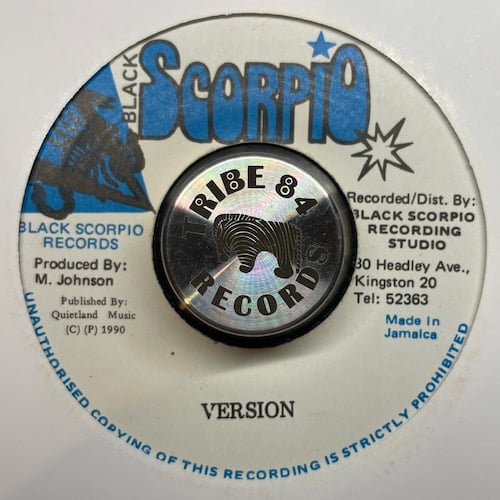 BLACK
SCORPIO
BLACK SCORPIO
RECORDS
Produced By:
M. Johnson
Published By:
Quietland Music
(C) (P) 1990
TRIBE 84
RECORDS
Recorded/Dist. By:
BLACK SCORPIO
RECORDING
STUDIO
30 Headley Ave.,
Kingston 20
Tel: 52363
Made In
Jamaica
VERSION
UNAUTHORISED COPYING OF THIS RECORDING IS STRICTLY PROHIBITED